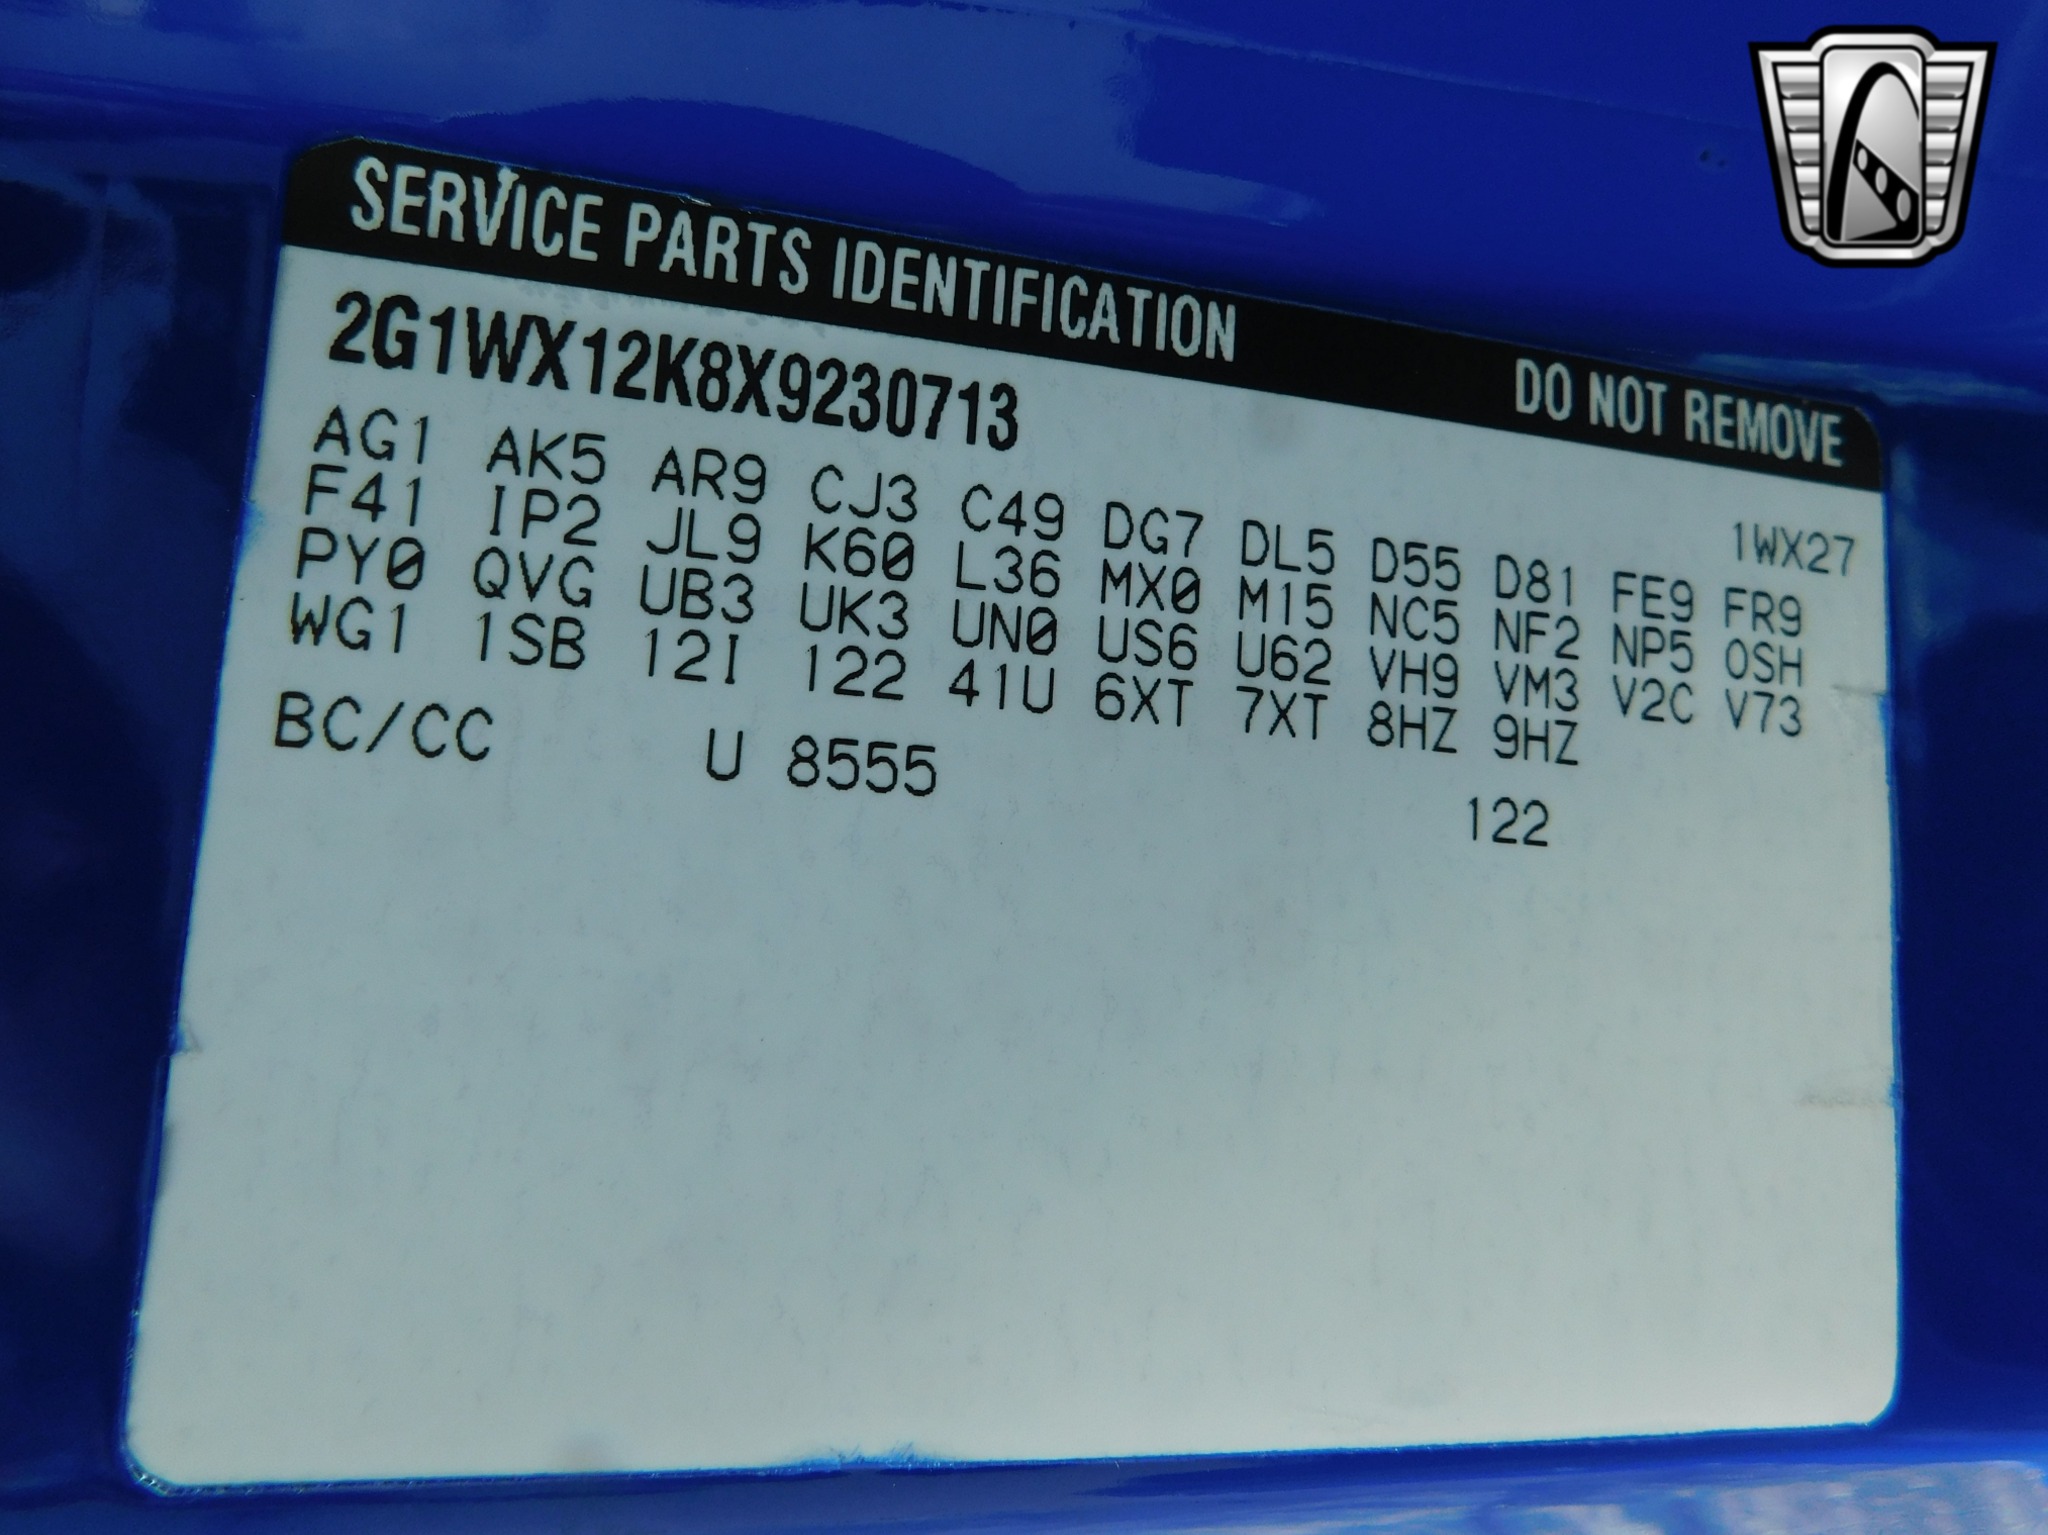 SERVICE PARTS IDENTIFICATION DO NOT REMOVE
2G1WX12K8X9230713
1WX27
AG1 AK5 AR9 CJ3 C49 DG7 DL5 D55 D81 FE9 FR9
F41 IP2 JL9 K60 L36 MX0 M15 NC5 NF2 NP5 OSH
PY0 QVG UB3 UK3 UN0 US6 U62 VH9 VM3 V2C V73
WG1 1SB 12I 122 41U 6XT 7XT 8HZ 9HZ
BC/CC U 8555 122